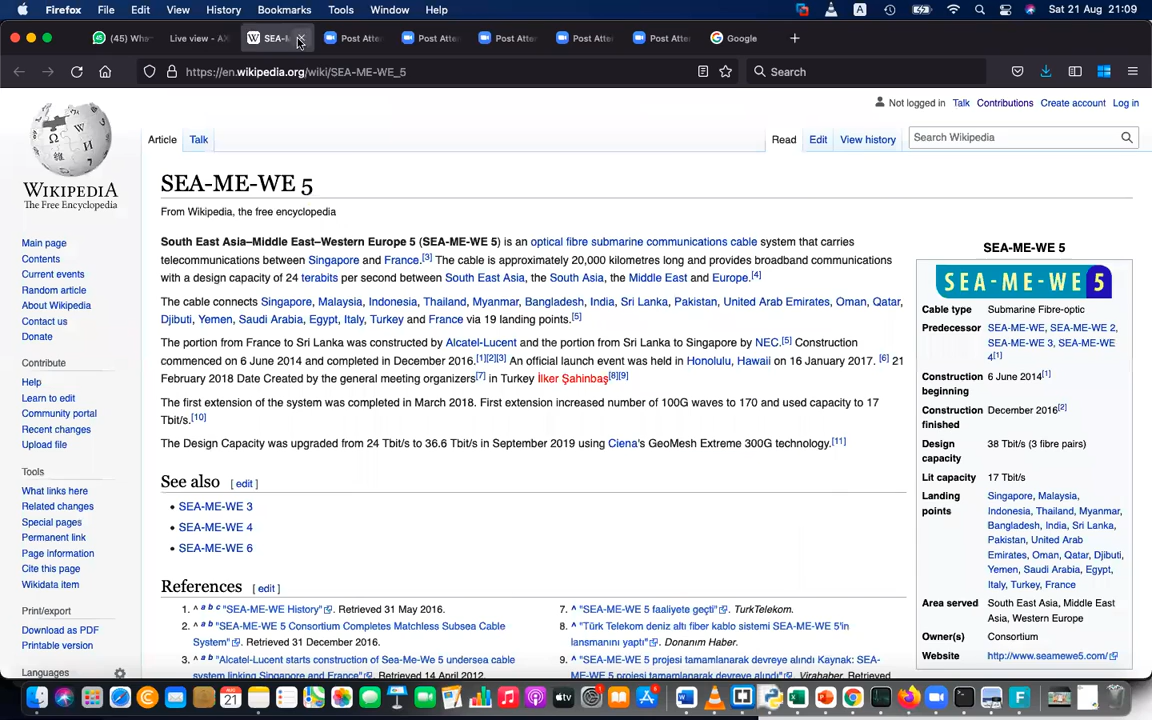 Firefox File Edit View History Bookmarks Tools Window Help A Sat 21 Aug 21:09
(45) Wha Live view - AX W SEA-M Post Atte Post Atte Post Atte Post Atte Post Atte Google
https://en.wikipedia.org/wiki/SEA-ME-WE_5 Search
Not logged in Talk Contributions Create account Log in
Article Talk Read Edit View history Search Wikipedia
WIKIPEDIA
The Free Encyclopedia
Main page
Contents
Current events
Random article
About Wikipedia
Contact us
Donate
Contribute
Help
Learn to edit
Community portal
Recent changes
Upload file
Tools
What links here
Related changes
Special pages
Permanent link
Page information
Cite this page
Wikidata item
Print/export
Download as PDF
Printable version
Languages
SEA-ME-WE 5
From Wikipedia, the free encyclopedia
South East Asia–Middle East–Western Europe 5 (SEA-ME-WE 5) is an optical fibre submarine communications cable system that carries
telecommunications between Singapore and France.[3] The cable is approximately 20,000 kilometres long and provides broadband communications
with a design capacity of 24 terabits per second between South East Asia, the South Asia, the Middle East and Europe.[4]
The cable connects Singapore, Malaysia, Indonesia, Thailand, Myanmar, Bangladesh, India, Sri Lanka, Pakistan, United Arab Emirates, Oman, Qatar,
Djibuti, Yemen, Saudi Arabia, Egypt, Italy, Turkey and France via 19 landing points.[5]
The portion from France to Sri Lanka was constructed by Alcatel-Lucent and the portion from Sri Lanka to Singapore by NEC.[5] Construction
commenced on 6 June 2014 and completed in December 2016.[1][2][3] An official launch event was held in Honolulu, Hawaii on 16 January 2017. [6] 21
February 2018 Date Created by the general meeting organizers[7] in Turkey İlker Şahinbaş[8][9]
The first extension of the system was completed in March 2018. First extension increased number of 100G waves to 170 and used capacity to 17
Tbit/s.[10]
The Design Capacity was upgraded from 24 Tbit/s to 36.6 Tbit/s in September 2019 using Ciena's GeoMesh Extreme 300G technology.[11]
See also [ edit ]
• SEA-ME-WE 3
• SEA-ME-WE 4
• SEA-ME-WE 6
References [ edit ]
1. ^ a b c "SEA-ME-WE History". Retrieved 31 May 2016.
2. ^ a b "SEA-ME-WE 5 Consortium Completes Matchless Subsea Cable
System". Retrieved 31 December 2016.
3. ^ a b "Alcatel-Lucent starts construction of Sea-Me-We 5 undersea cable
system linking Singapore and France". Retrieved 14 April 2012.
7. ^ "SEA-ME-WE 5 faaliyete geçti". TurkTelekom.
8. ^ "Türk Telekom deniz altı fiber kablo sistemi SEA-ME-WE 5'in
lansmanını yaptı". Donanım Haber.
9. ^ "SEA-ME-WE 5 projesi tamamlanarak devreye alındı Kaynak: SEA-
ME-WE 5 projesi tamamlanarak devreye alındı". Virahaber.
SEA-ME-WE 5
SEA-ME-WE 5
Cable type Submarine Fibre-optic
Predecessor SEA-ME-WE, SEA-ME-WE 2,
SEA-ME-WE 3, SEA-ME-WE
4[1]
Construction 6 June 2014[1]
beginning
Construction December 2016[2]
finished
Design 38 Tbit/s (3 fibre pairs)
capacity
Lit capacity 17 Tbit/s
Landing Singapore, Malaysia,
points Indonesia, Thailand, Myanmar,
Bangladesh, India, Sri Lanka,
Pakistan, United Arab
Emirates, Oman, Qatar, Djibuti,
Yemen, Saudi Arabia, Egypt,
Italy, Turkey, France
Area served South East Asia, Middle East
Asia, Western Europe
Owner(s) Consortium
Website http://www.seamewe5.com/